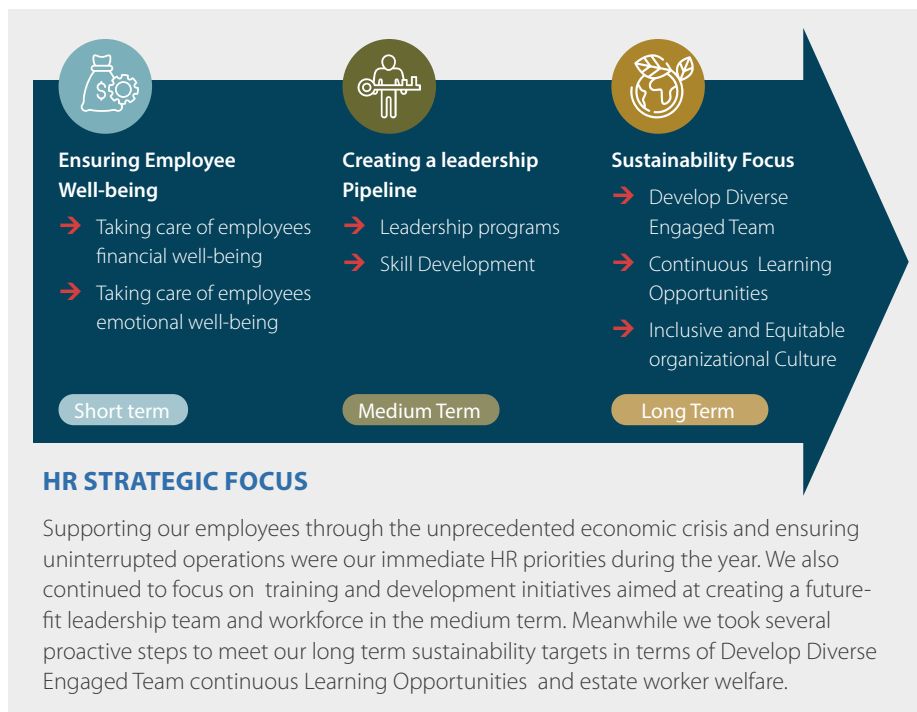 $
Ensuring Employee
Well-being
Taking care of employees
financial well-being
Taking care of employees
emotional well-being
Short term
Creating a leadership
Pipeline
Leadership programs
Skill Development
Medium Term
Sustainability Focus
Develop Diverse
Engaged Team
Continuous Learning
Opportunities
Inclusive and Equitable
organizational Culture
Long Term
HR STRATEGIC FOCUS
Supporting our employees through the unprecedented economic crisis and ensuring
uninterrupted operations were our immediate HR priorities during the year. We also
continued to focus on training and development initiatives aimed at creating a future-
fit leadership team and workforce in the medium term. Meanwhile we took several
proactive steps to meet our long term sustainability targets in terms of Develop Diverse
Engaged Team continuous Learning Opportunities and estate worker welfare.